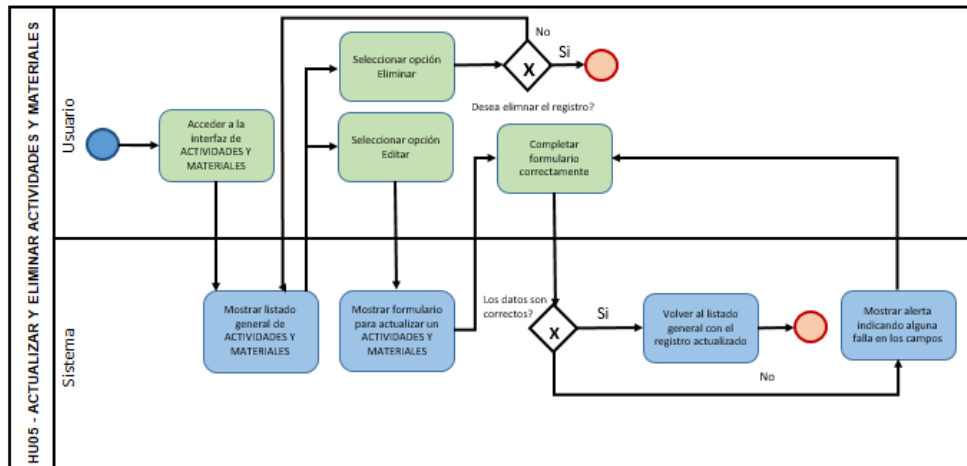 HU05 - ACTUALIZAR Y ELIMINAR ACTIVIDADES Y MATERIALES
Usuario
No
Seleccionar opción
Eliminar
X
Si
Desea elimnar el registro?
Acceder a la
interfaz de
ACTIVIDADES Y
MATERIALES
Seleccionar opción
Editar
Completar
formulario
correctamente
Sistema
Mostrar listado
general de
ACTIVIDADES Y
MATERIALES
Mostrar formulario
para actualizar un
ACTIVIDADES Y
MATERIALES
Los datos son
correctos?
X
Si
Volver al listado
general con el
registro actualizado
Mostrar alerta
indicando alguna
falla en los campos
No